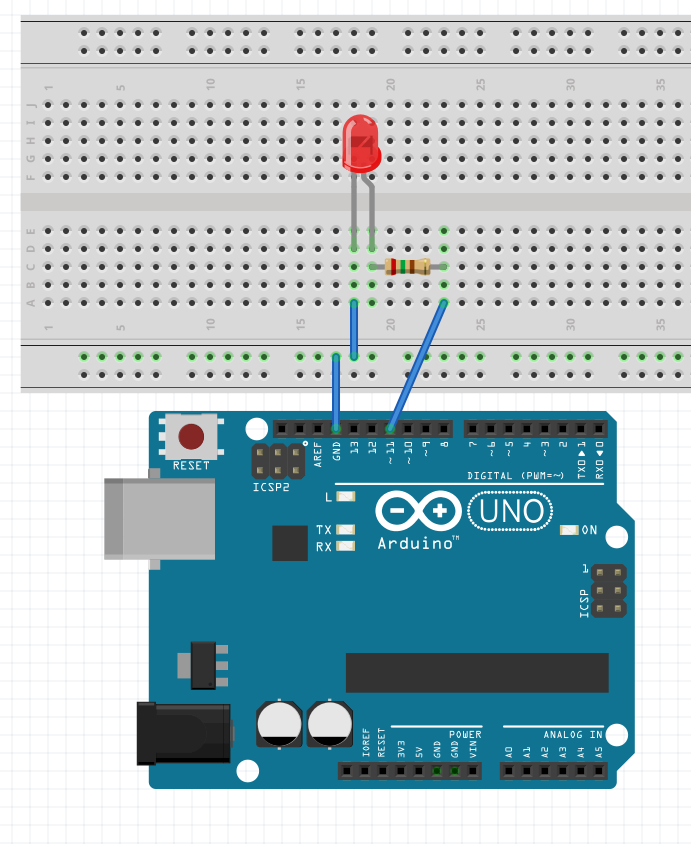 1 5 10 15 20 25 30 35
J
I
H
G
F
E
D
C
B
A
1 5 10 15 20 25 30 35
RESET
ICSP2
AREF
GND
13
12
~11
~10
~9
8
7
~6
~5
4
~3
2
TX0▶1
RX0◀0
DIGITAL (PWM=~)
L
TX
RX
Arduino™
UNO
ON
1
ICSP
IOREF
RESET
3V3
5V
GND
GND
VIN
POWER
A0
A1
A2
A3
A4
A5
ANALOG IN